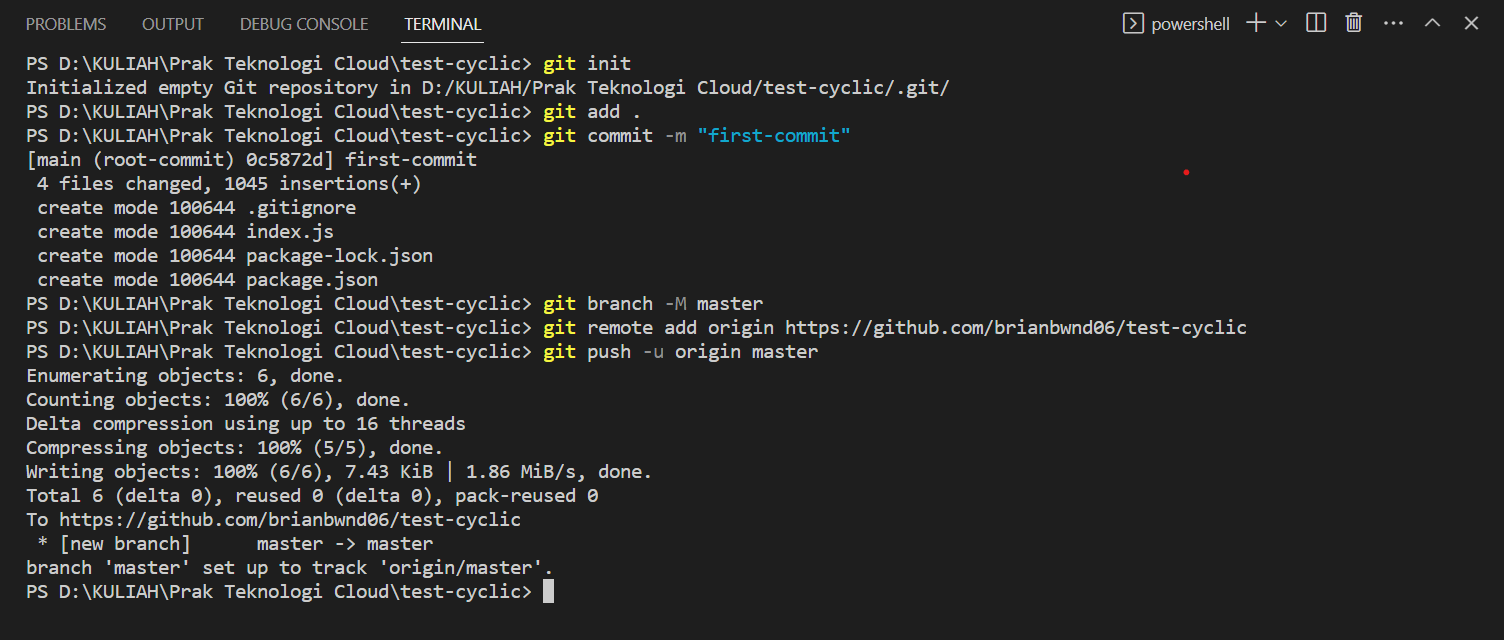 PROBLEMS OUTPUT DEBUG CONSOLE TERMINAL powershell
PS D:\KULIAH\Prak Teknologi Cloud\test-cyclic> git init
Initialized empty Git repository in D:/KULIAH/Prak Teknologi Cloud/test-cyclic/.git/
PS D:\KULIAH\Prak Teknologi Cloud\test-cyclic> git add .
PS D:\KULIAH\Prak Teknologi Cloud\test-cyclic> git commit -m "first-commit"
[main (root-commit) 0c5872d] first-commit
 4 files changed, 1045 insertions(+)
 create mode 100644 .gitignore
 create mode 100644 index.js
 create mode 100644 package-lock.json
 create mode 100644 package.json
PS D:\KULIAH\Prak Teknologi Cloud\test-cyclic> git branch -M master
PS D:\KULIAH\Prak Teknologi Cloud\test-cyclic> git remote add origin https://github.com/brianbwnd06/test-cyclic
PS D:\KULIAH\Prak Teknologi Cloud\test-cyclic> git push -u origin master
Enumerating objects: 6, done.
Counting objects: 100% (6/6), done.
Delta compression using up to 16 threads
Compressing objects: 100% (5/5), done.
Writing objects: 100% (6/6), 7.43 KiB | 1.86 MiB/s, done.
Total 6 (delta 0), reused 0 (delta 0), pack-reused 0
To https://github.com/brianbwnd06/test-cyclic
 * [new branch]      master -> master
branch 'master' set up to track 'origin/master'.
PS D:\KULIAH\Prak Teknologi Cloud\test-cyclic>